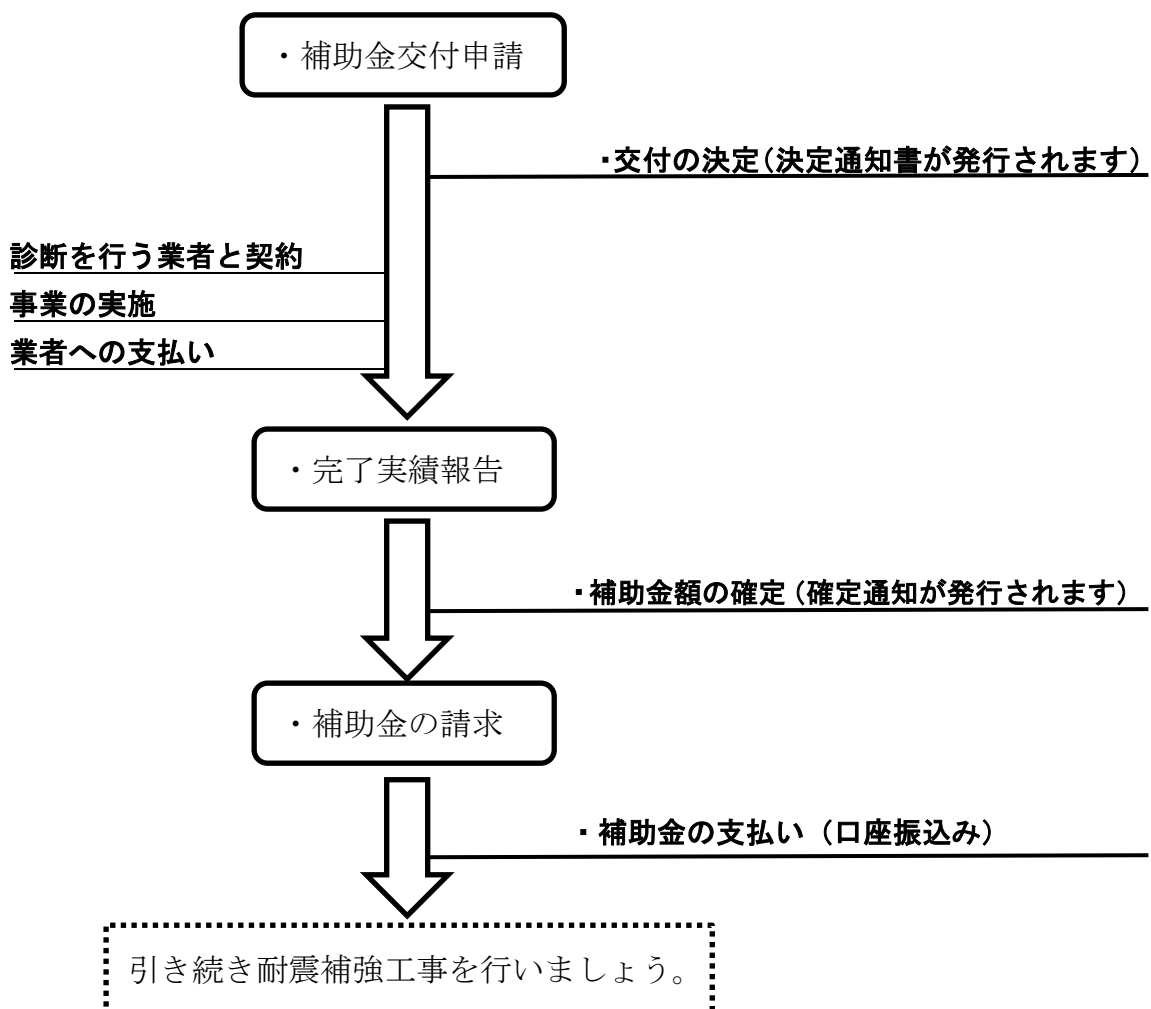 ・補助金交付申請
・交付の決定（決定通知書が発行されます）
診断を行う業者と契約
事業の実施
業者への支払い
・完了実績報告
・補助金額の確定（確定通知が発行されます）
・補助金の請求
・補助金の支払い（口座振込み）
引き続き耐震補強工事を行いましょう。